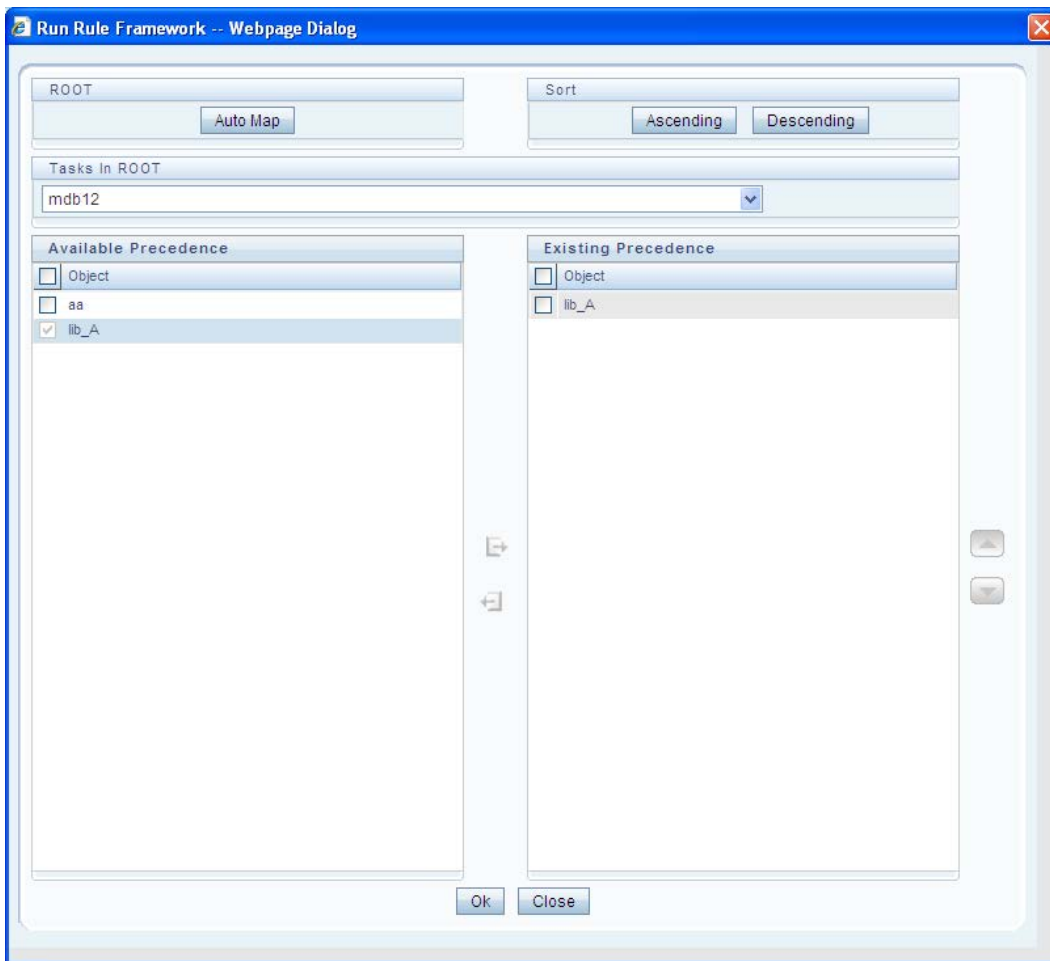 Run Rule Framework -- Webpage Dialog
ROOT
Auto Map
Sort
Ascending Descending
Tasks In ROOT
mdb12
Available Precedence
Object
aa
lib_A
Existing Precedence
Object
lib_A
Ok Close